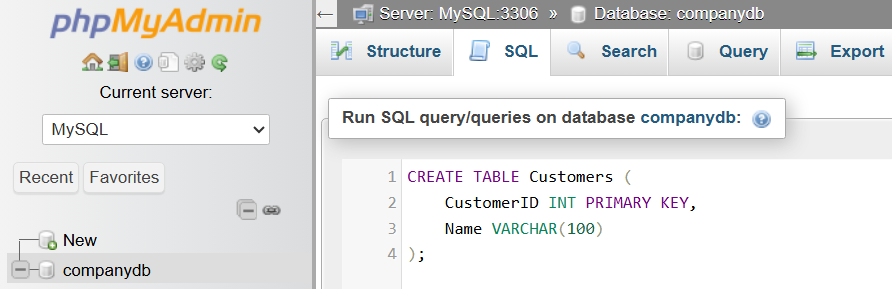 phpMyAdmin
Current server:
MySQL
Recent Favorites
New
companydb
← Server: MySQL:3306 » Database: companydb
Structure SQL Search Query Export
Run SQL query/queries on database companydb:
1 CREATE TABLE Customers (
2 CustomerID INT PRIMARY KEY,
3 Name VARCHAR(100)
4 );